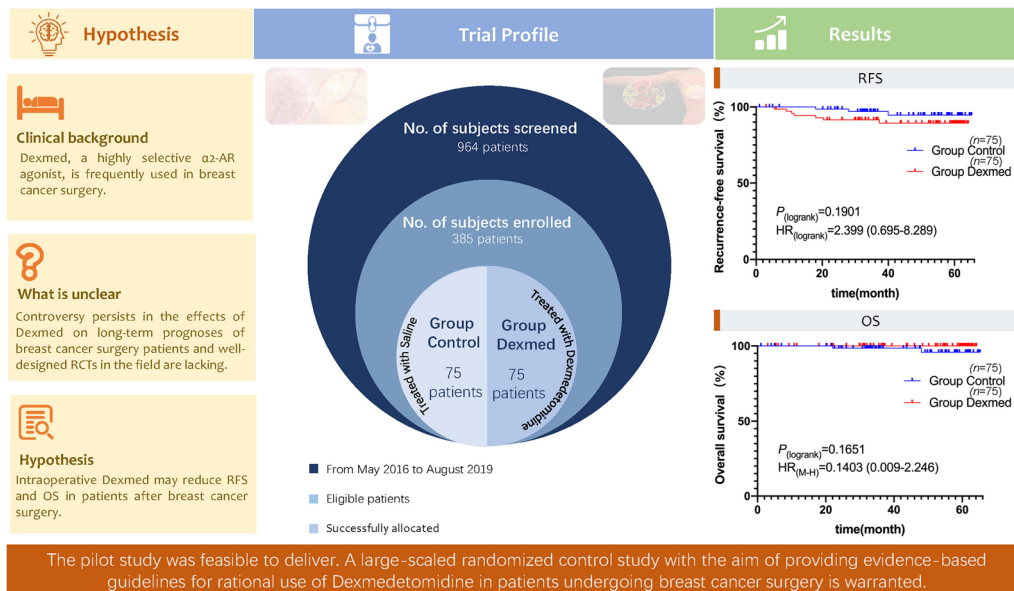 Hypothesis
Trial Profile
Results
Clinical background
Dexmed, a highly selective α2-AR
agonist, is frequently used in breast
cancer surgery.
What is unclear
Controversy persists in the effects of
Dexmed on long-term prognoses of
breast cancer surgery patients and well-
designed RCTs in the field are lacking.
Hypothesis
Intraoperative Dexmed may reduce RFS
and OS in patients after breast cancer
surgery.
No. of subjects screened
964 patients
No. of subjects enrolled
385 patients
Treated with Saline
Group
Control
75
patients
Group
Dexmed
75
patients
Treated with Dexmedetomidine
From May 2016 to August 2019
Eligible patients
Successfully allocated
RFS
Recurrence-free survival (%)
100
50
0
(n=75)
Group Control
(n=75)
Group Dexmed
P(logrank)=0.1901
HR(logrank)=2.399 (0.695-8.289)
0 20 40 60
time(month)
OS
Overall survival (%)
100
50
0
(n=75)
Group Control
(n=75)
Group Dexmed
P(logrank)=0.1651
HR(M-H)=0.1403 (0.009-2.246)
0 20 40 60
time(month)
The pilot study was feasible to deliver. A large-scaled randomized control study with the aim of providing evidence-based
guidelines for rational use of Dexmedetomidine in patients undergoing breast cancer surgery is warranted.